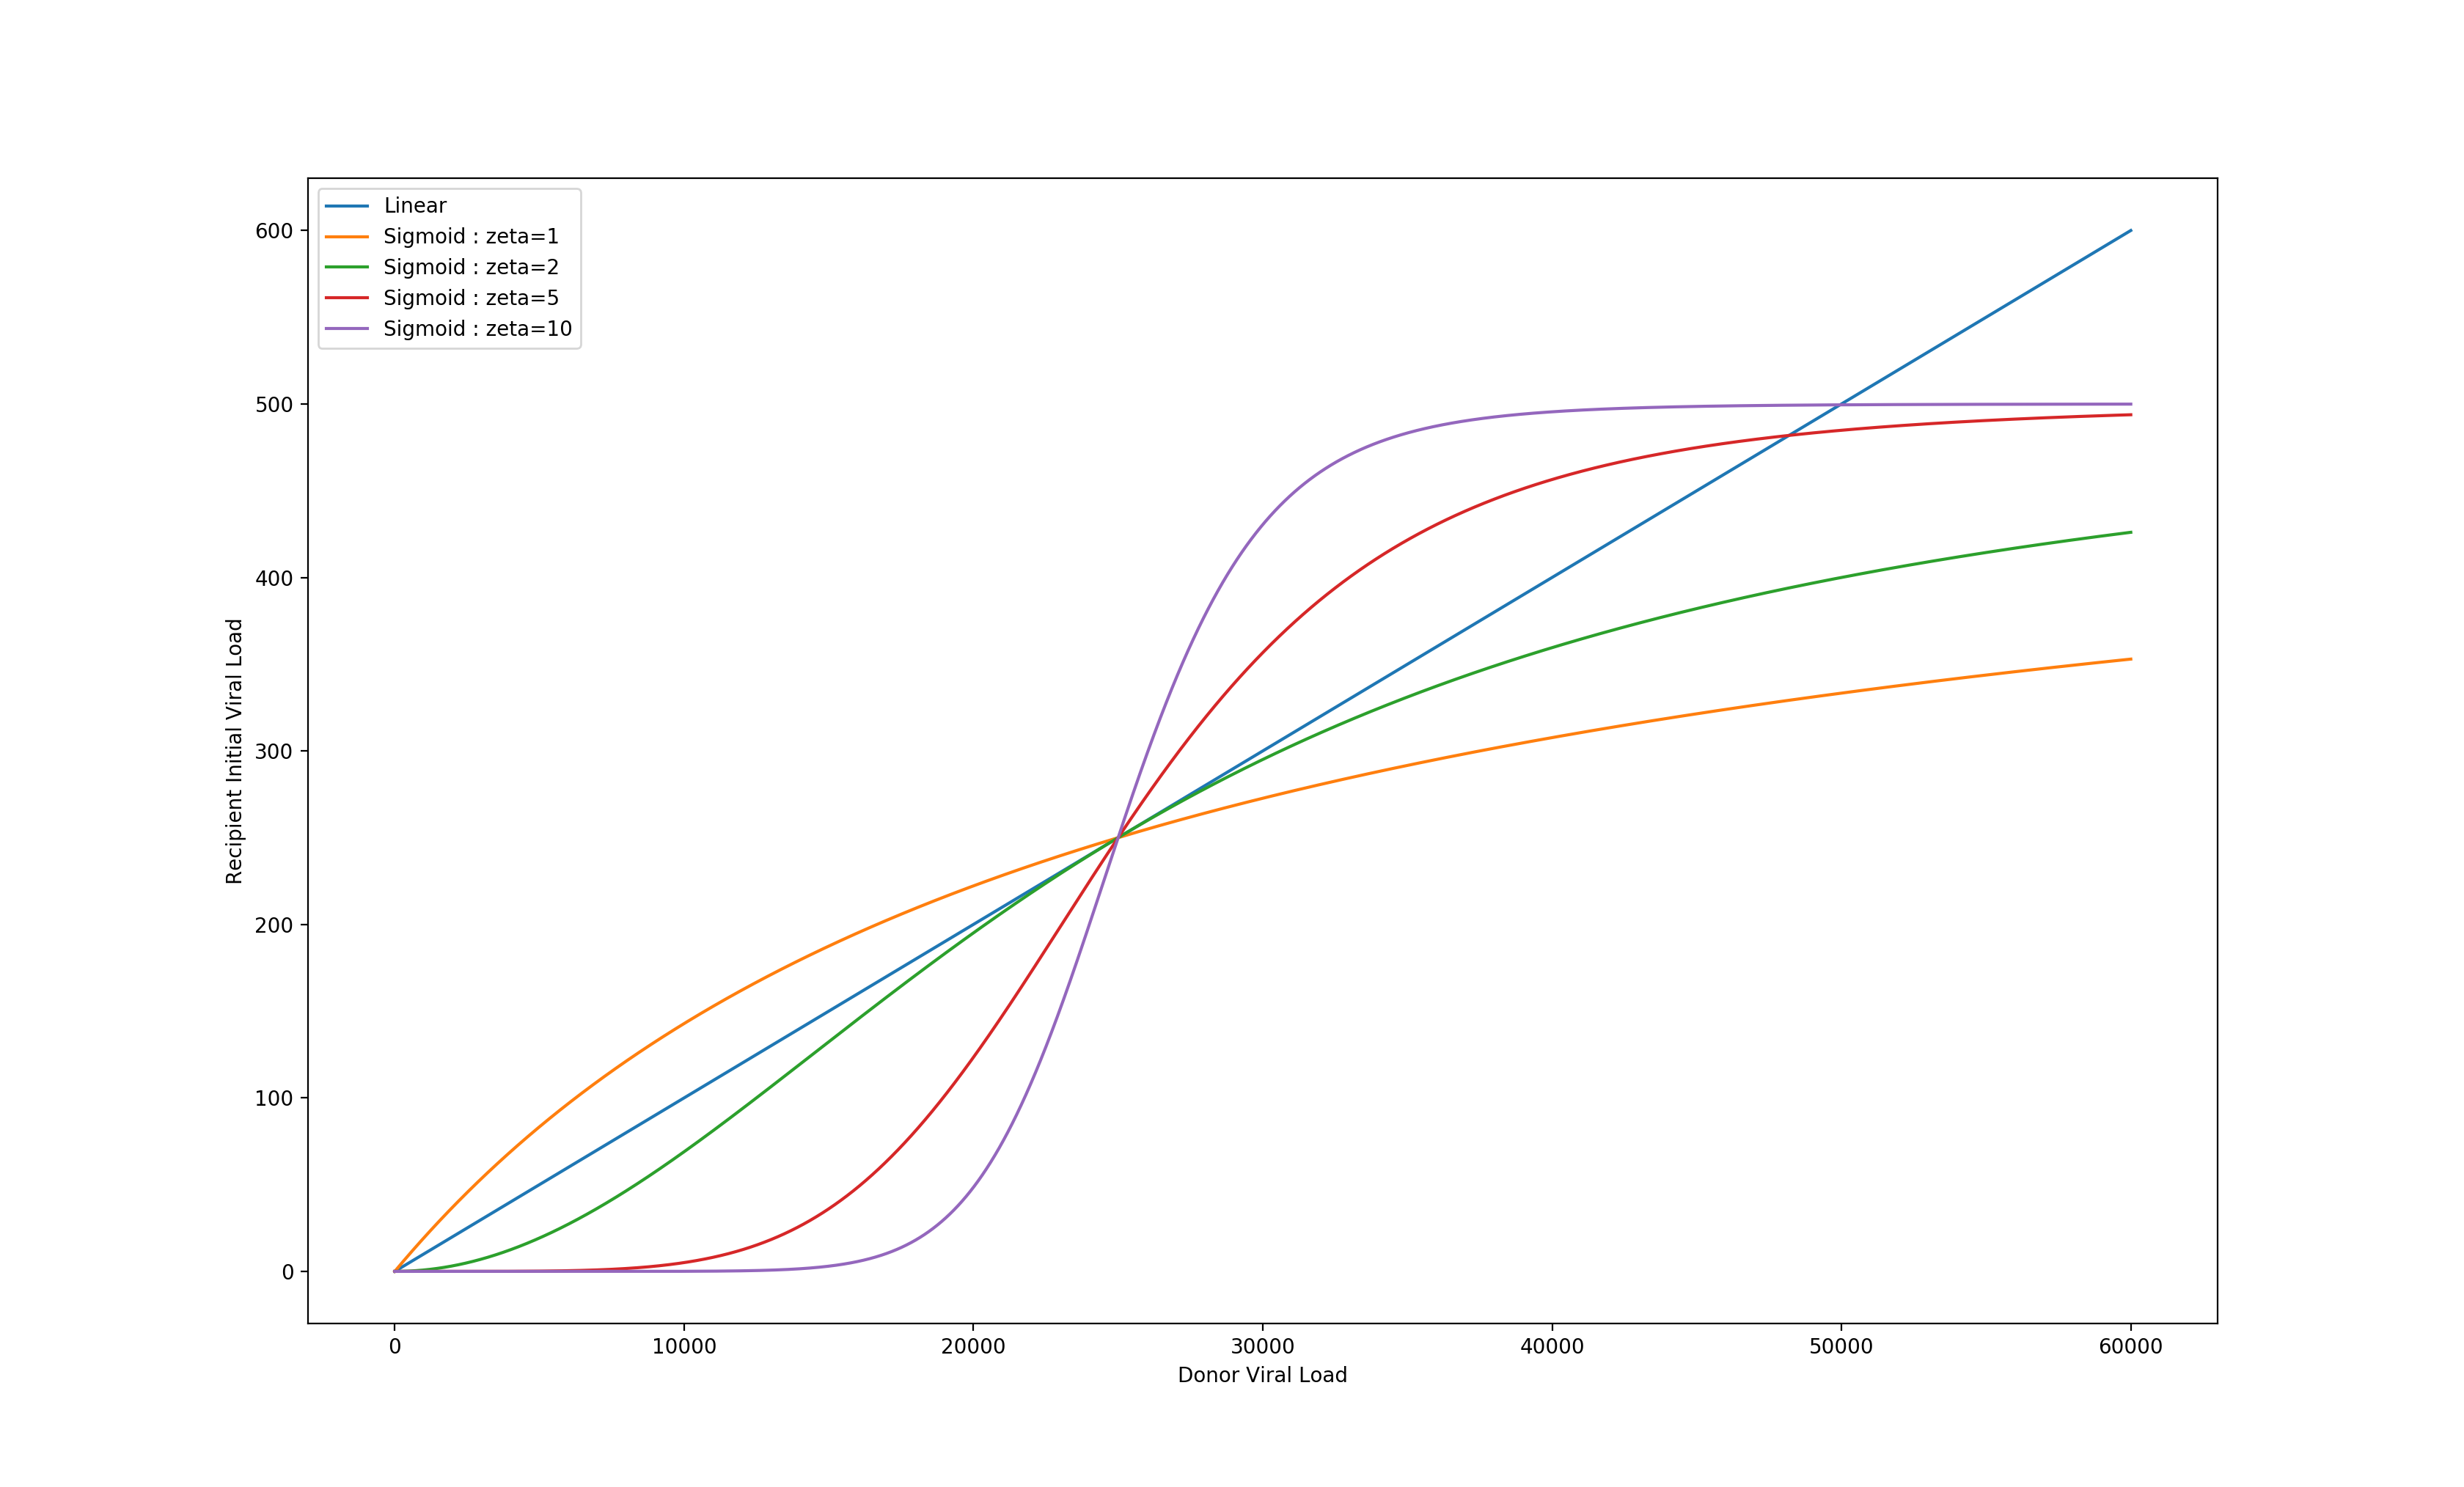 Linear
Sigmoid : zeta=1
Sigmoid : zeta=2
Sigmoid : zeta=5
Sigmoid : zeta=10
600
500
400
300
200
100
0
Recipient Initial Viral Load
0 10000 20000 30000 40000 50000 60000
Donor Viral Load